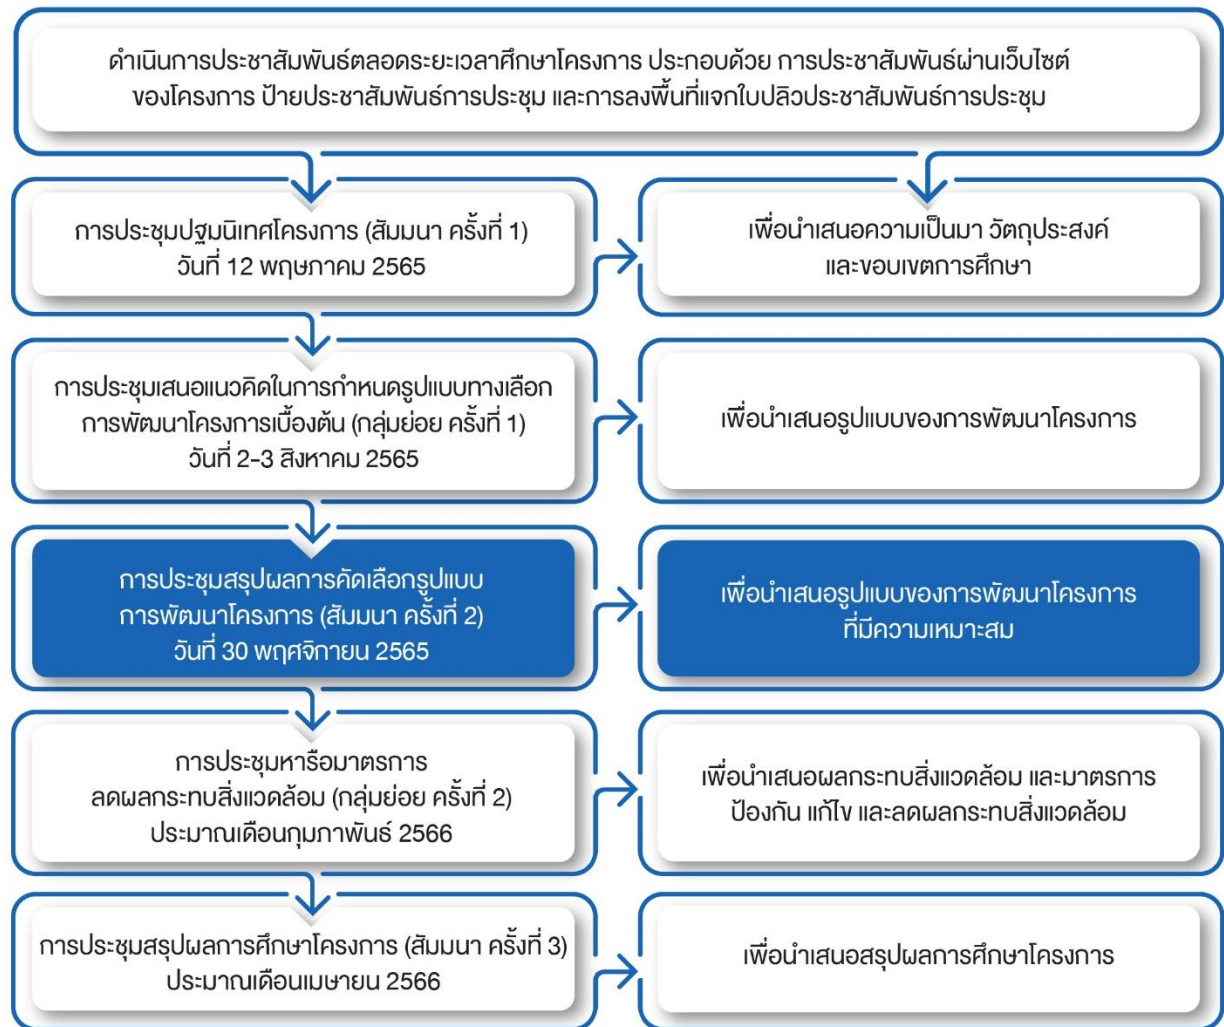 ดำเนินการประชาสัมพันธ์ตลอดระยะเวลาศึกษาโครงการ ประกอบด้วย การประชาสัมพันธ์ผ่านเว็บไซต์
ของโครงการ ป้ายประชาสัมพันธ์การประชุม และการลงพื้นที่แจกใบปลิวประชาสัมพันธ์การประชุม
การประชุมปฐมนิเทศโครงการ (สัมมนา ครั้งที่ 1)
วันที่ 12 พฤษภาคม 2565
เพื่อนำเสนอความเป็นมา วัตถุประสงค์
และขอบเขตการศึกษา
การประชุมเสนอแนวคิดในการกำหนดรูปแบบทางเลือก
การพัฒนาโครงการเบื้องต้น (กลุ่มย่อย ครั้งที่ 1)
วันที่ 2-3 สิงหาคม 2565
เพื่อนำเสนอรูปแบบของการพัฒนาโครงการ
การประชุมสรุปผลการคัดเลือกรูปแบบ
การพัฒนาโครงการ (สัมมนา ครั้งที่ 2)
วันที่ 30 พฤศจิกายน 2565
เพื่อนำเสนอรูปแบบของการพัฒนาโครงการ
ที่มีความเหมาะสม
การประชุมหารือมาตรการ
ลดผลกระทบสิ่งแวดล้อม (กลุ่มย่อย ครั้งที่ 2)
ประมาณเดือนกุมภาพันธ์ 2566
เพื่อนำเสนอผลกระทบสิ่งแวดล้อม และมาตรการ
ป้องกัน แก้ไข และลดผลกระทบสิ่งแวดล้อม
การประชุมสรุปผลการศึกษาโครงการ (สัมมนา ครั้งที่ 3)
ประมาณเดือนเมษายน 2566
เพื่อนำเสนอสรุปผลการศึกษาโครงการ